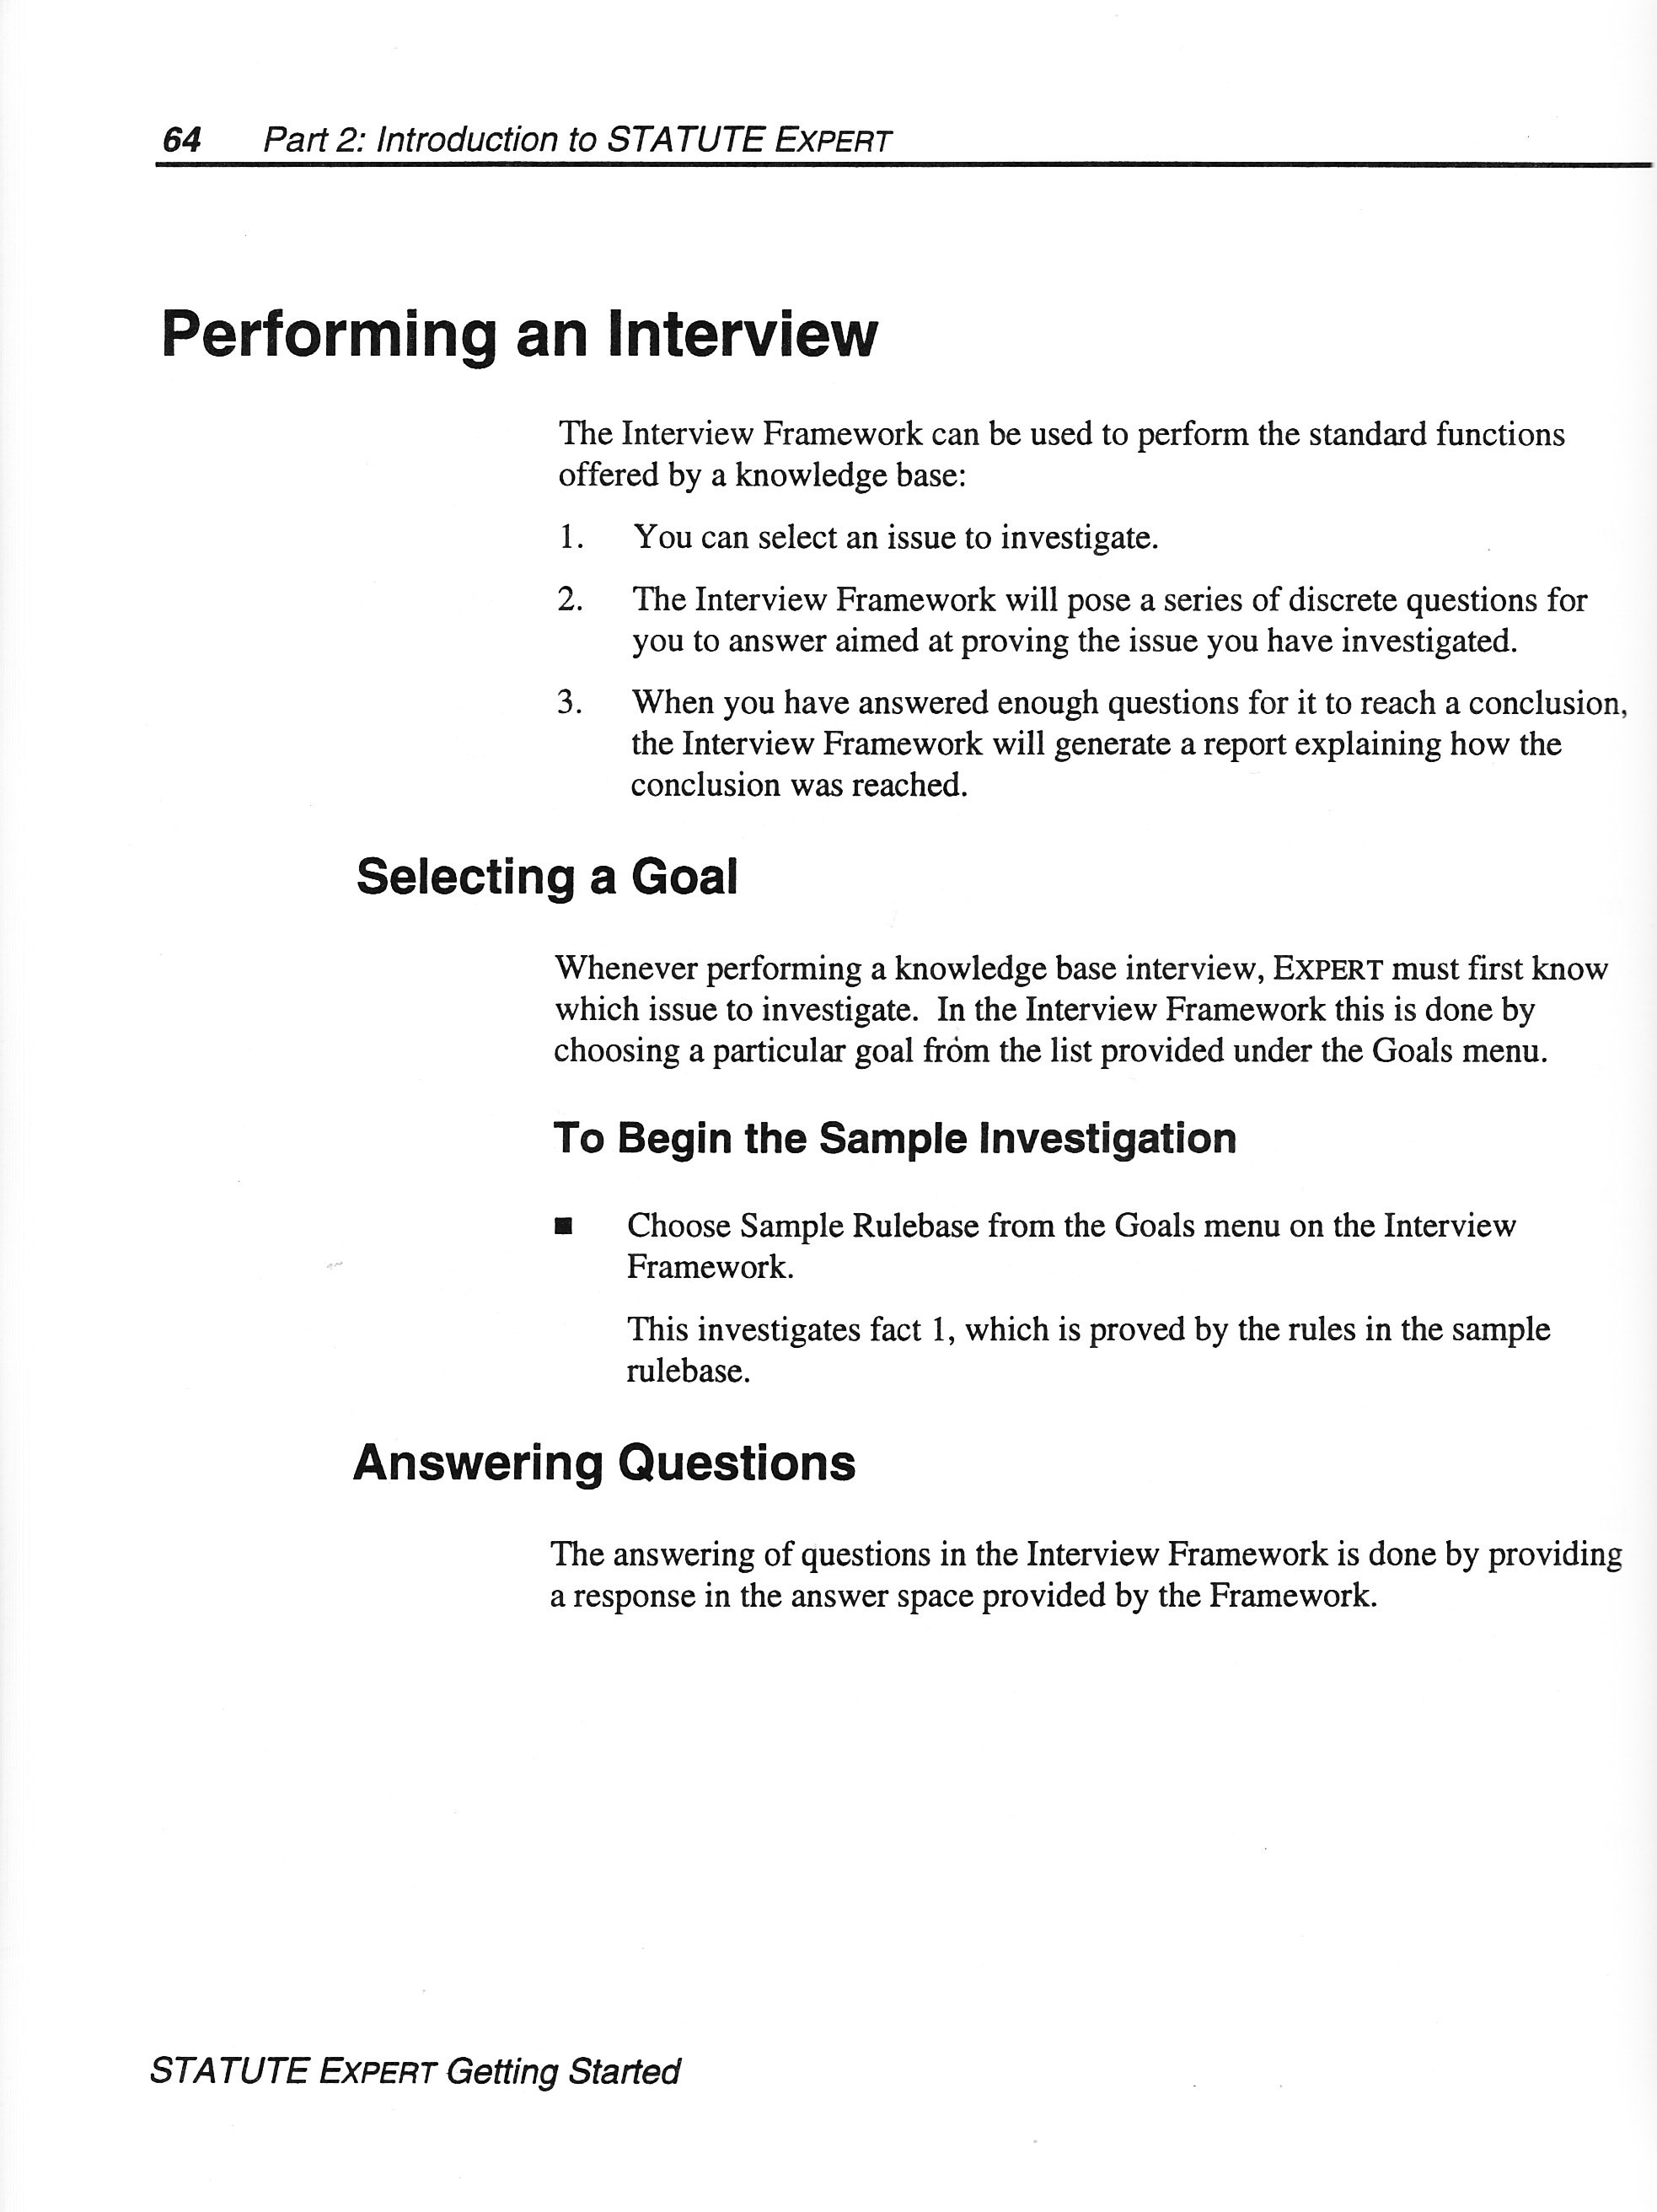 64 Part 2: Introduction to STATUTE EXPERT
Performing an Interview
The Interview Framework can be used to perform the standard functions
offered by a knowledge base:
1. You can select an issue to investigate.
2. The Interview Framework will pose a series of discrete questions for
you to answer aimed at proving the issue you have investigated.
3. When you have answered enough questions for it to reach a conclusion,
the Interview Framework will generate a report explaining how the
conclusion was reached.
Selecting a Goal
Whenever performing a knowledge base interview, EXPERT must first know
which issue to investigate. In the Interview Framework this is done by
choosing a particular goal from the list provided under the Goals menu.
To Begin the Sample Investigation
■ Choose Sample Rulebase from the Goals menu on the Interview
Framework.
This investigates fact 1, which is proved by the rules in the sample
rulebase.
Answering Questions
The answering of questions in the Interview Framework is done by providing
a response in the answer space provided by the Framework.
STATUTE EXPERT Getting Started